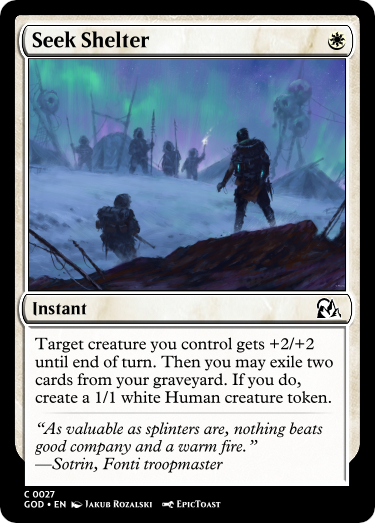 Seek Shelter
Instant
Target creature you control gets +2/+2
until end of turn. Then you may exile two
cards from your graveyard. If you do,
create a 1/1 white Human creature token.
“As valuable as splinters are, nothing beats
good company and a warm fire.”
—Sotrin, Fonti troopmaster
C 0027
GOD • EN Jakub Rozalski EpicToast